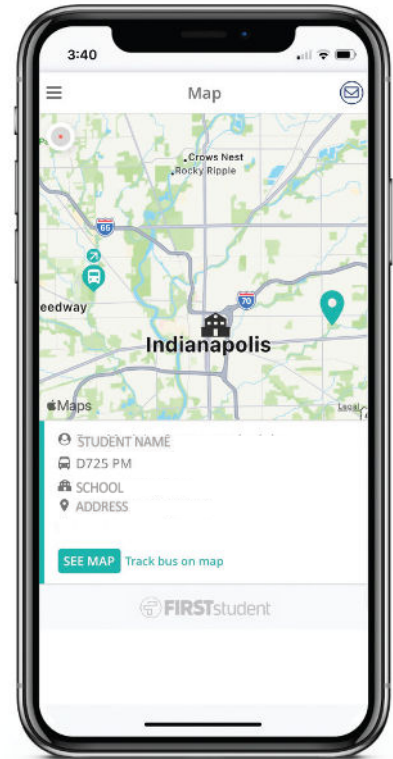 3:40
Map
Crows Nest
Rocky Ripple
66
70
eedway
Indianapolis
Maps
Legal
STUDENT NAME
D725 PM
SCHOOL
ADDRESS
SEE MAP Track bus on map
FIRSTstudent